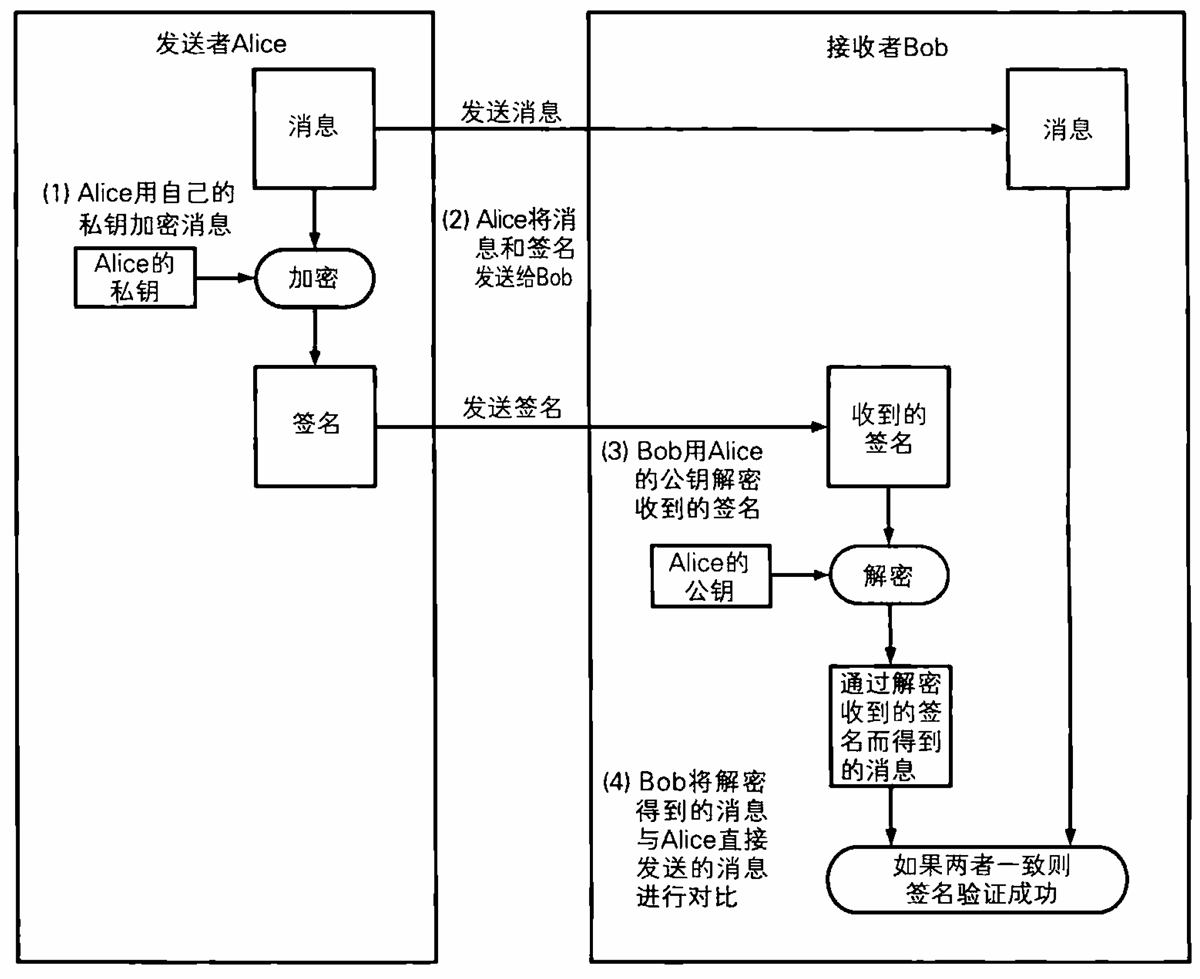 发送者Alice
接收者Bob
消息
发送消息
消息
(1) Alice用自己的
私钥加密消息
(2) Alice将消
息和签名
发送给Bob
Alice的
私钥
加密
签名
发送签名
收到的
签名
(3) Bob用Alice
的公钥解密
收到的签名
Alice的
公钥
解密
通过解密
收到的签
名而得到
的消息
(4) Bob将解密
得到的消息
与Alice直接
发送的消息
进行对比
如果两者一致则
签名验证成功